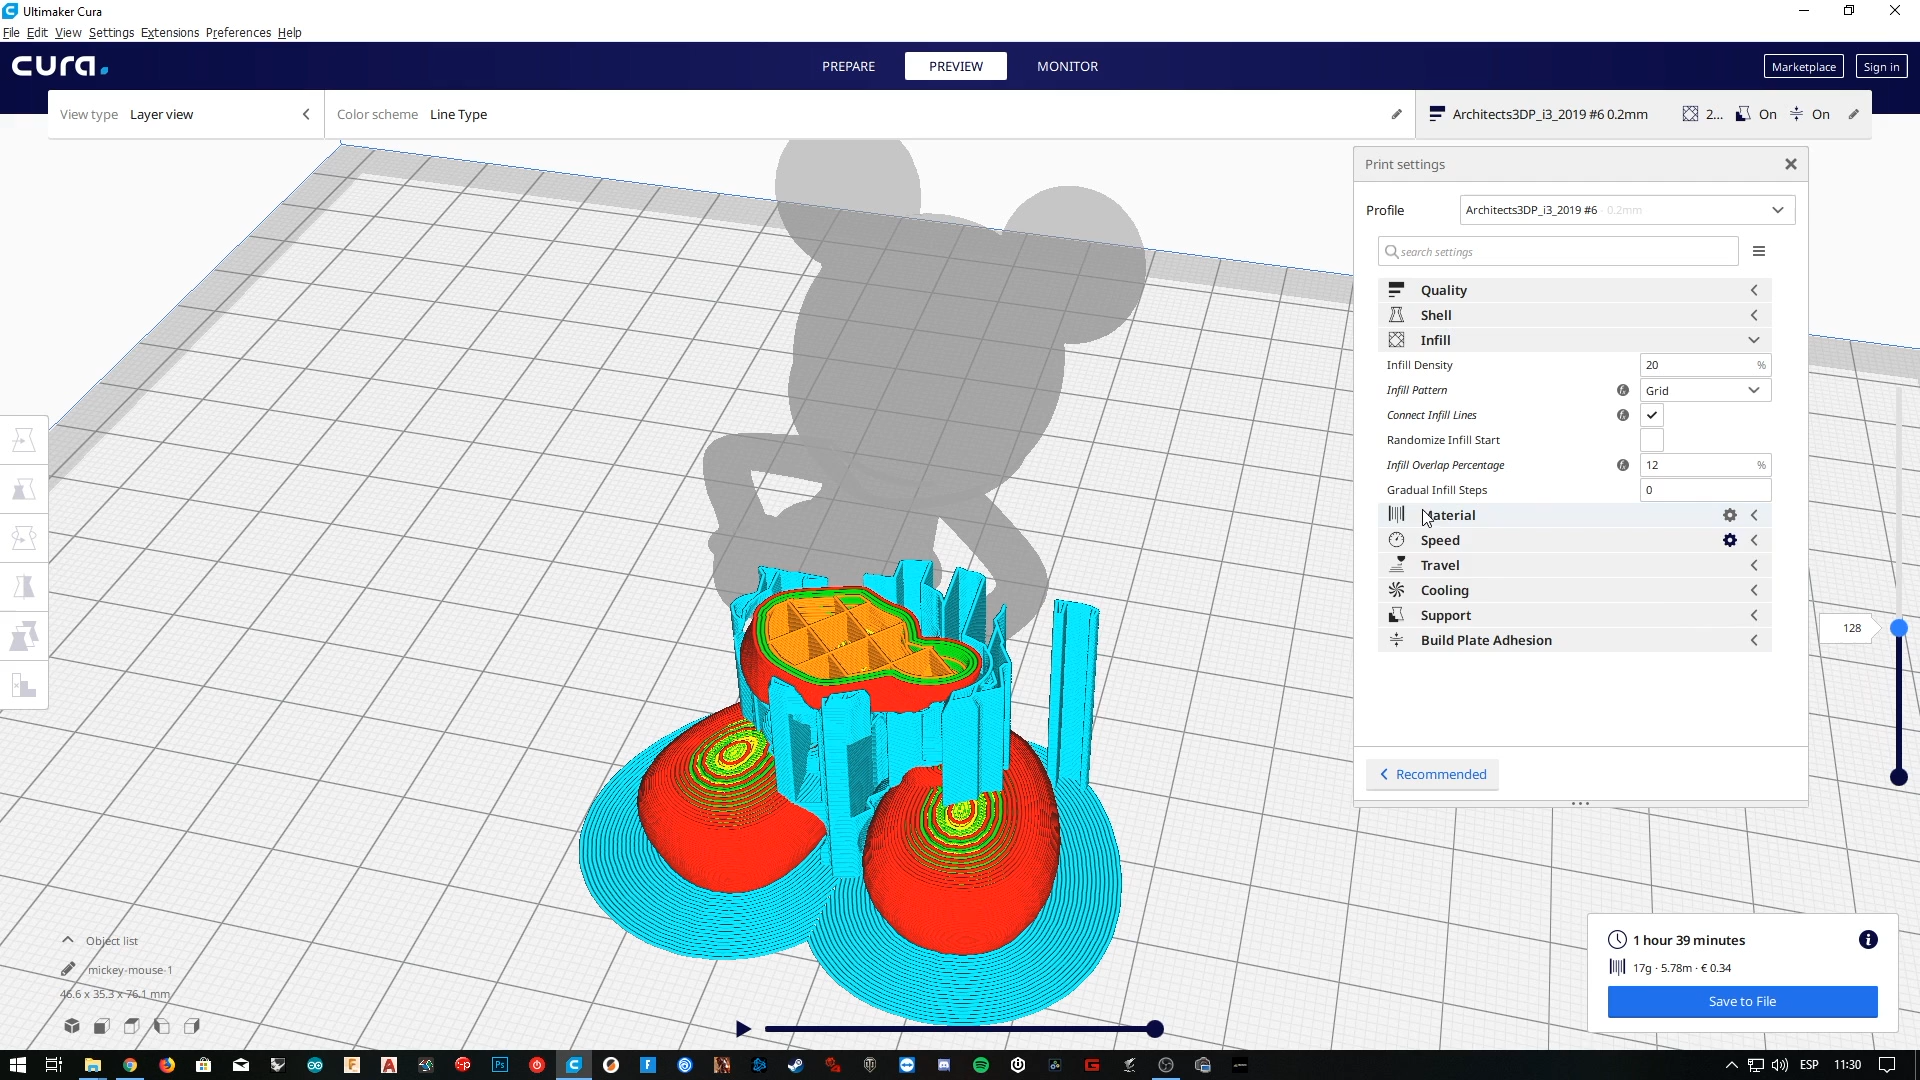 Ultimaker Cura
File Edit View Settings Extensions Preferences Help
cura.
PREPARE PREVIEW MONITOR
Marketplace Sign in
View type Layer view
Color scheme Line Type
Architects3DP_i3_2019 #6 0.2mm 2... On On
Print settings
Profile Architects3DP_i3_2019 #6 - 0.2mm
search settings
Quality
Shell
Infill
Infill Density 20 %
Infill Pattern Grid
Connect Infill Lines
Randomize Infill Start
Infill Overlap Percentage 12 %
Gradual Infill Steps 0
Material
Speed
Travel
Cooling
Support
Build Plate Adhesion
128
Recommended
Object list
mickey-mouse-1
46.6 x 35.3 x 76.1 mm
1 hour 39 minutes
17g · 5.78m · € 0.34
Save to File
ESP 11:30